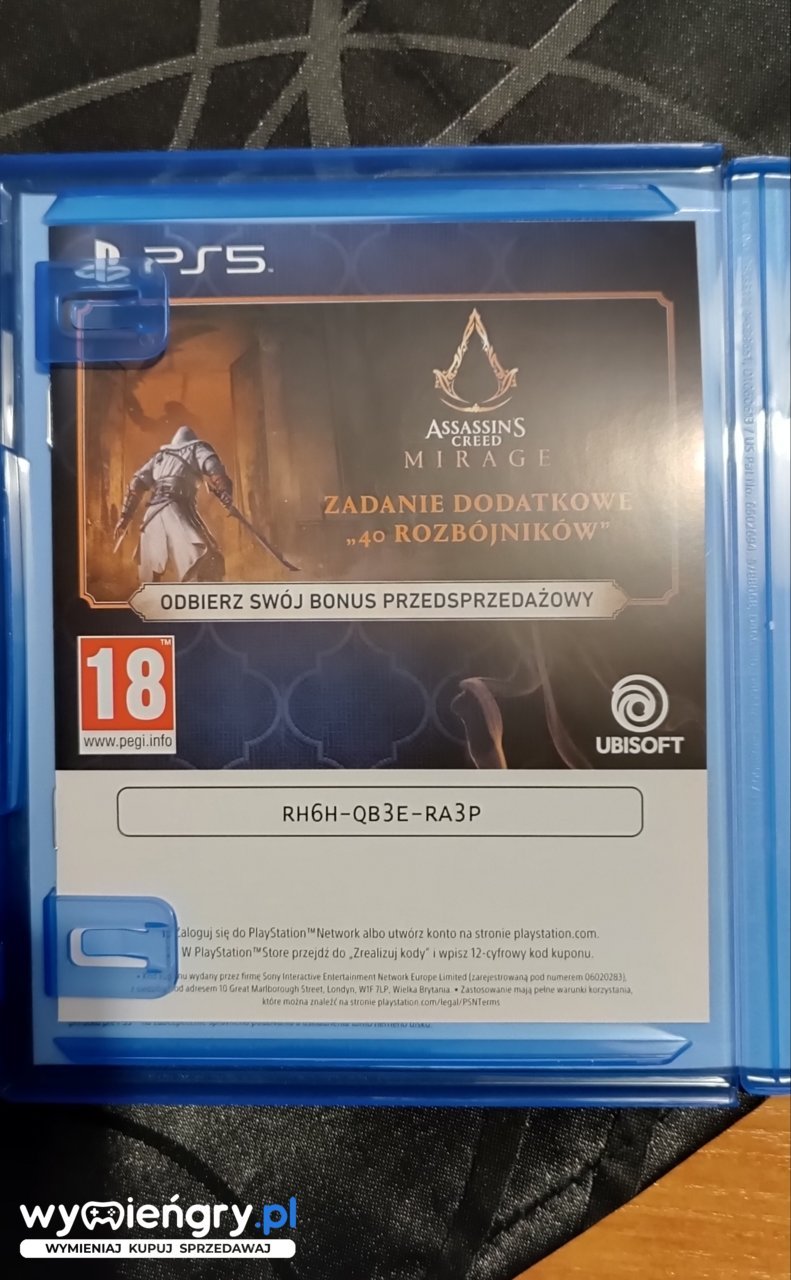 PS5
ASSASSIN'S
CREED
MIRAGE
ZADANIE DODATKOWE
„40 ROZBÓJNIKÓW”
ODBIERZ SWÓJ BONUS PRZEDSPRZEDAŻOWY
18™
www.pegi.info
UBISOFT
RH6H-QB3E-RA3P
Zaloguj się do PlayStation™Network albo utwórz konto na stronie playstation.com.
W PlayStation™Store przejdź do „Zrealizuj kody” i wpisz 12-cyfrowy kod kuponu.
wydany przez firmę Sony Interactive Entertainment Network Europe Limited (zarejestrowaną pod numerem 06020283),
pod adresem 10 Great Marlborough Street, Londyn, W1F 7LP, Wielka Brytania • Zastosowanie mają pełne warunki korzystania,
które można znaleźć na stronie playstation.com/legal/PSNTerms
wymieńgry.pl
WYMIENIAJ KUPUJ SPRZEDAWAJ